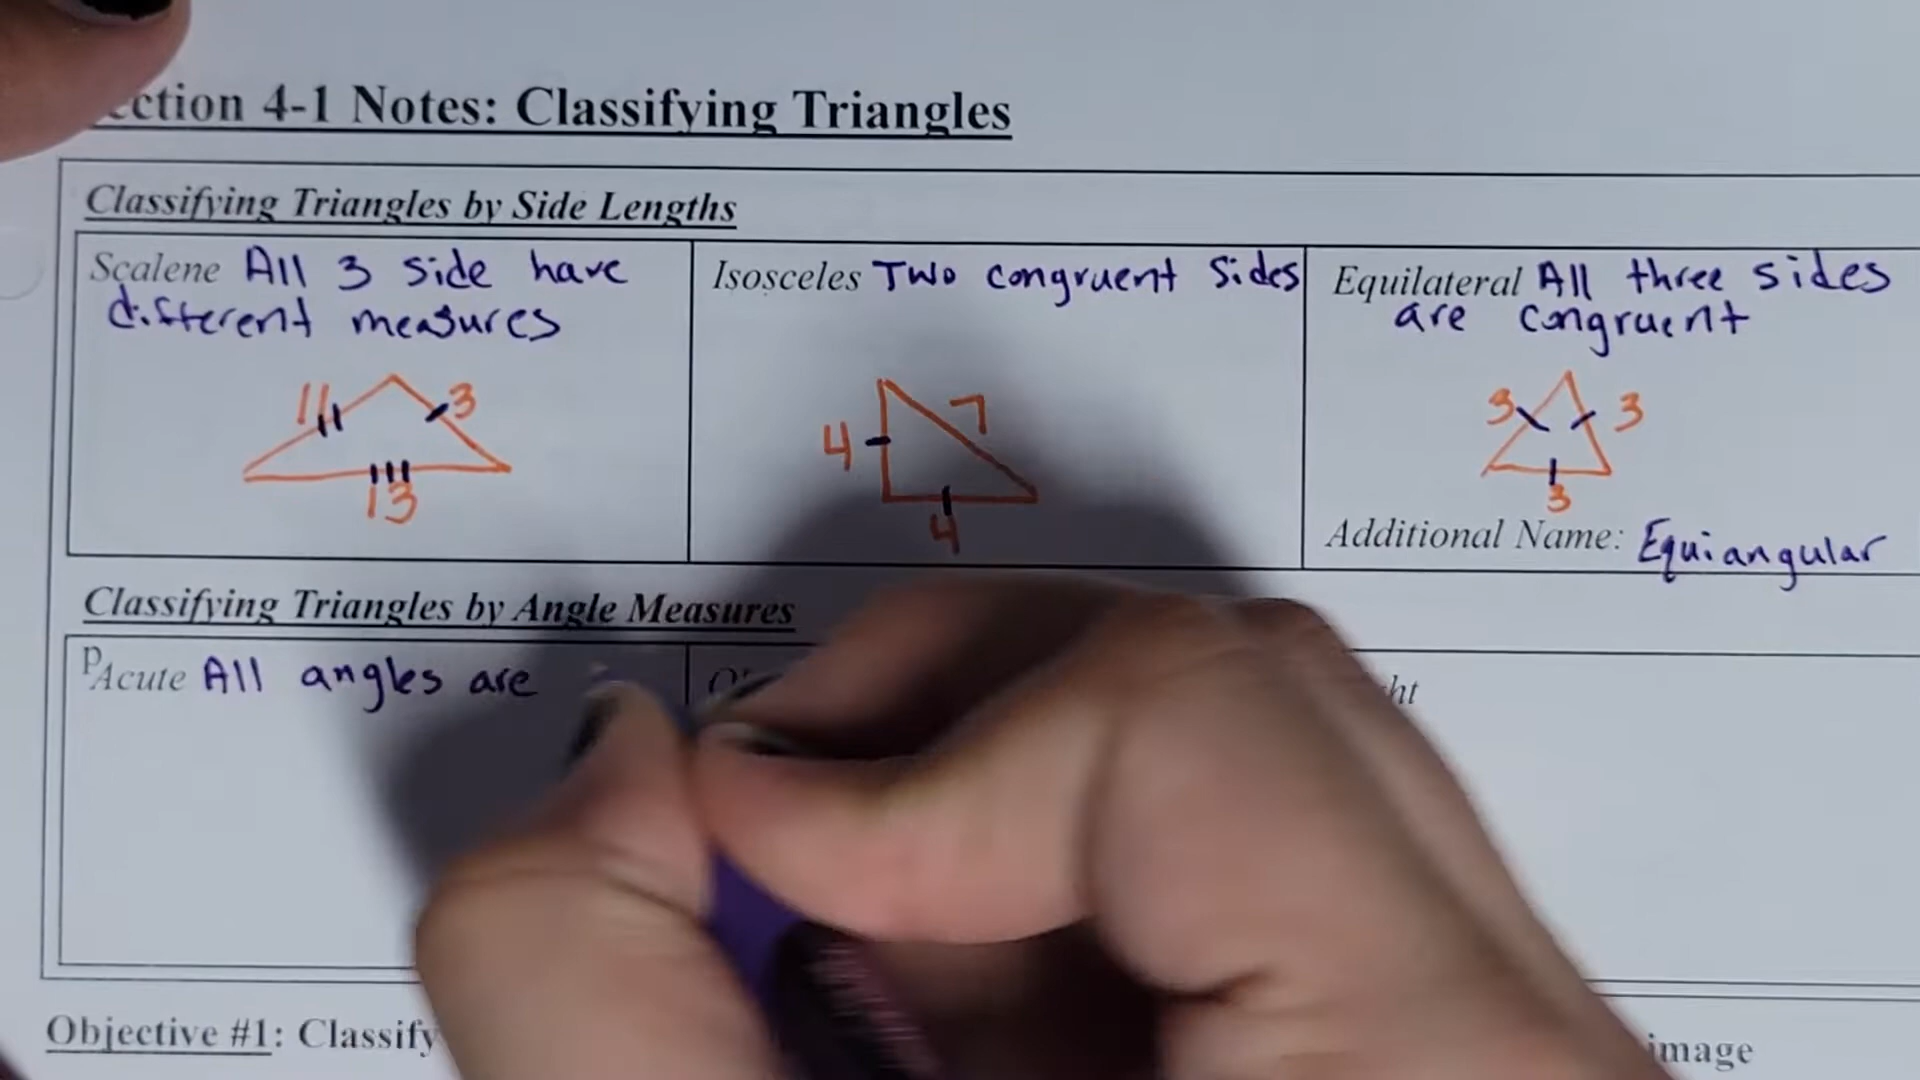 ction 4-1 Notes: Classifying Triangles
Classifying Triangles by Side Lengths
Scalene All 3 side have
different measures
11 3
13
Isosceles Two congruent sides
7
4
4
Equilateral All three sides
are congruent
3 3
3
Additional Name: Equiangular
Classifying Triangles by Angle Measures
P
Acute All angles are
ht
Objective #1: Classify
image